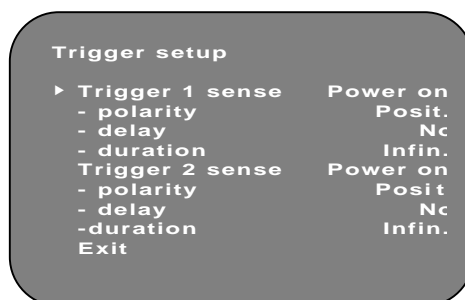 Trigger setup
Trigger 1 sense Power on
- polarity Posit.
- delay No
- duration Infin.
Trigger 2 sense Power on
- polarity Posit
- delay No
-duration Infin.
Exit